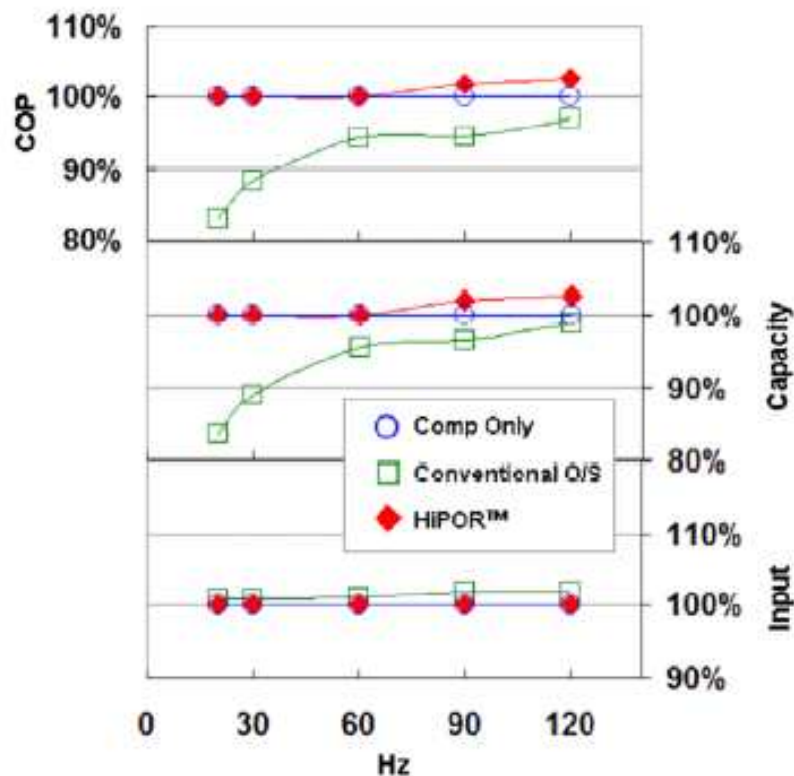 110%
COP
100%
90%
80%
110%
100%
Capacity
90%
80%
Comp Only
Conventional O/S
HiPOR™
110%
100%
Input
90%
0 30 60 90 120
Hz